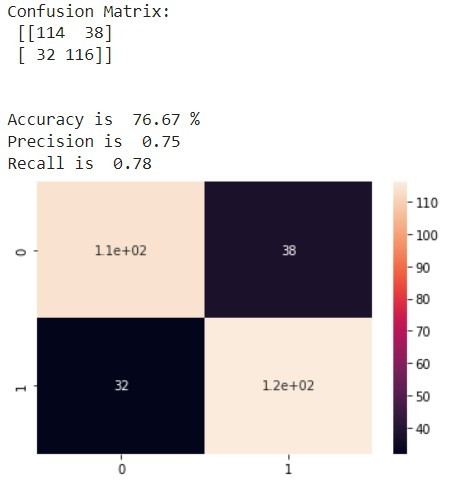 Confusion Matrix:
[[114 38]
[ 32 116]]
Accuracy is 76.67 %
Precision is 0.75
Recall is 0.78
0
1.1e+02
38
1
32
1.2e+02
0 1
110
100
90
80
70
60
50
40